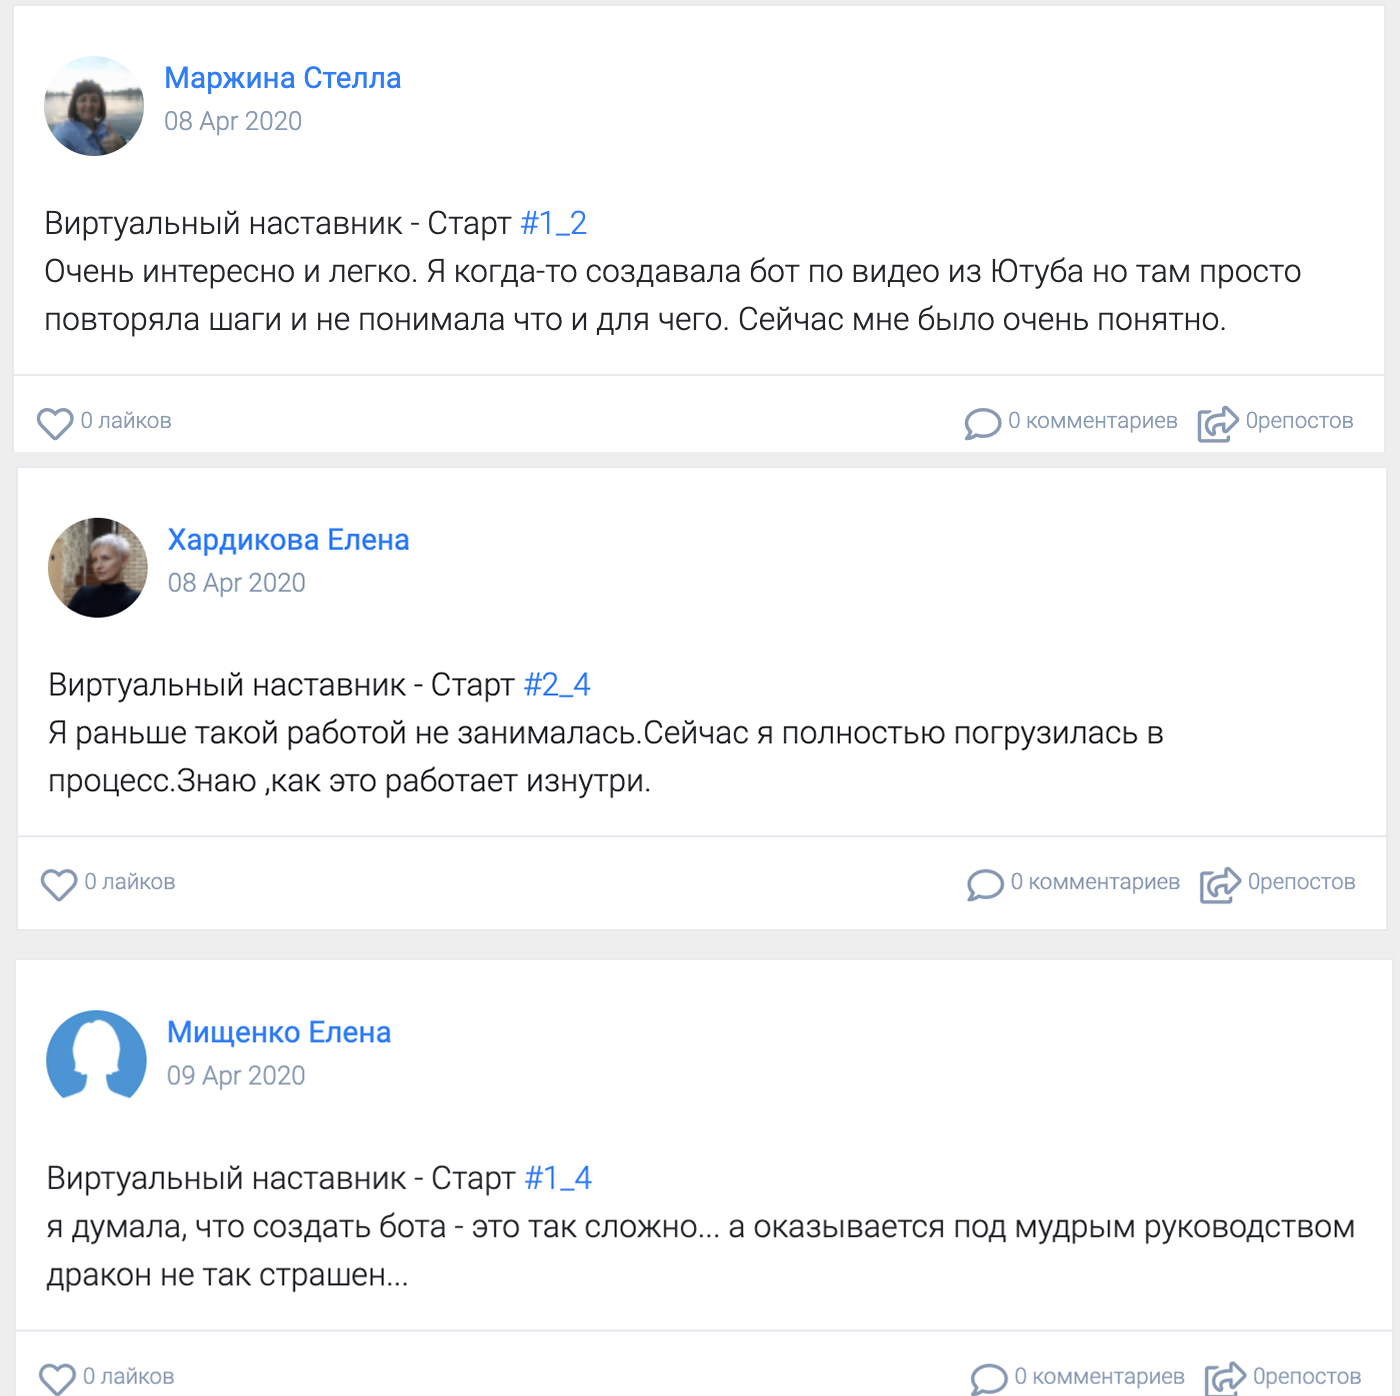 Маржина Стелла
08 Apr 2020
Виртуальный наставник - Старт #1_2
Очень интересно и легко. Я когда-то создавала бот по видео из Ютуба но там просто
повторяла шаги и не понимала что и для чего. Сейчас мне было очень понятно.
0 лайков 0 комментариев 0репостов
Хардикова Елена
08 Apr 2020
Виртуальный наставник - Старт #2_4
Я раньше такой работой не занималась.Сейчас я полностью погрузилась в
процесс.Знаю ,как это работает изнутри.
0 лайков 0 комментариев 0репостов
Мищенко Елена
09 Apr 2020
Виртуальный наставник - Старт #1_4
я думала, что создать бота - это так сложно... а оказывается под мудрым руководством
дракон не так страшен...
0 лайков 0 комментариев 0репостов